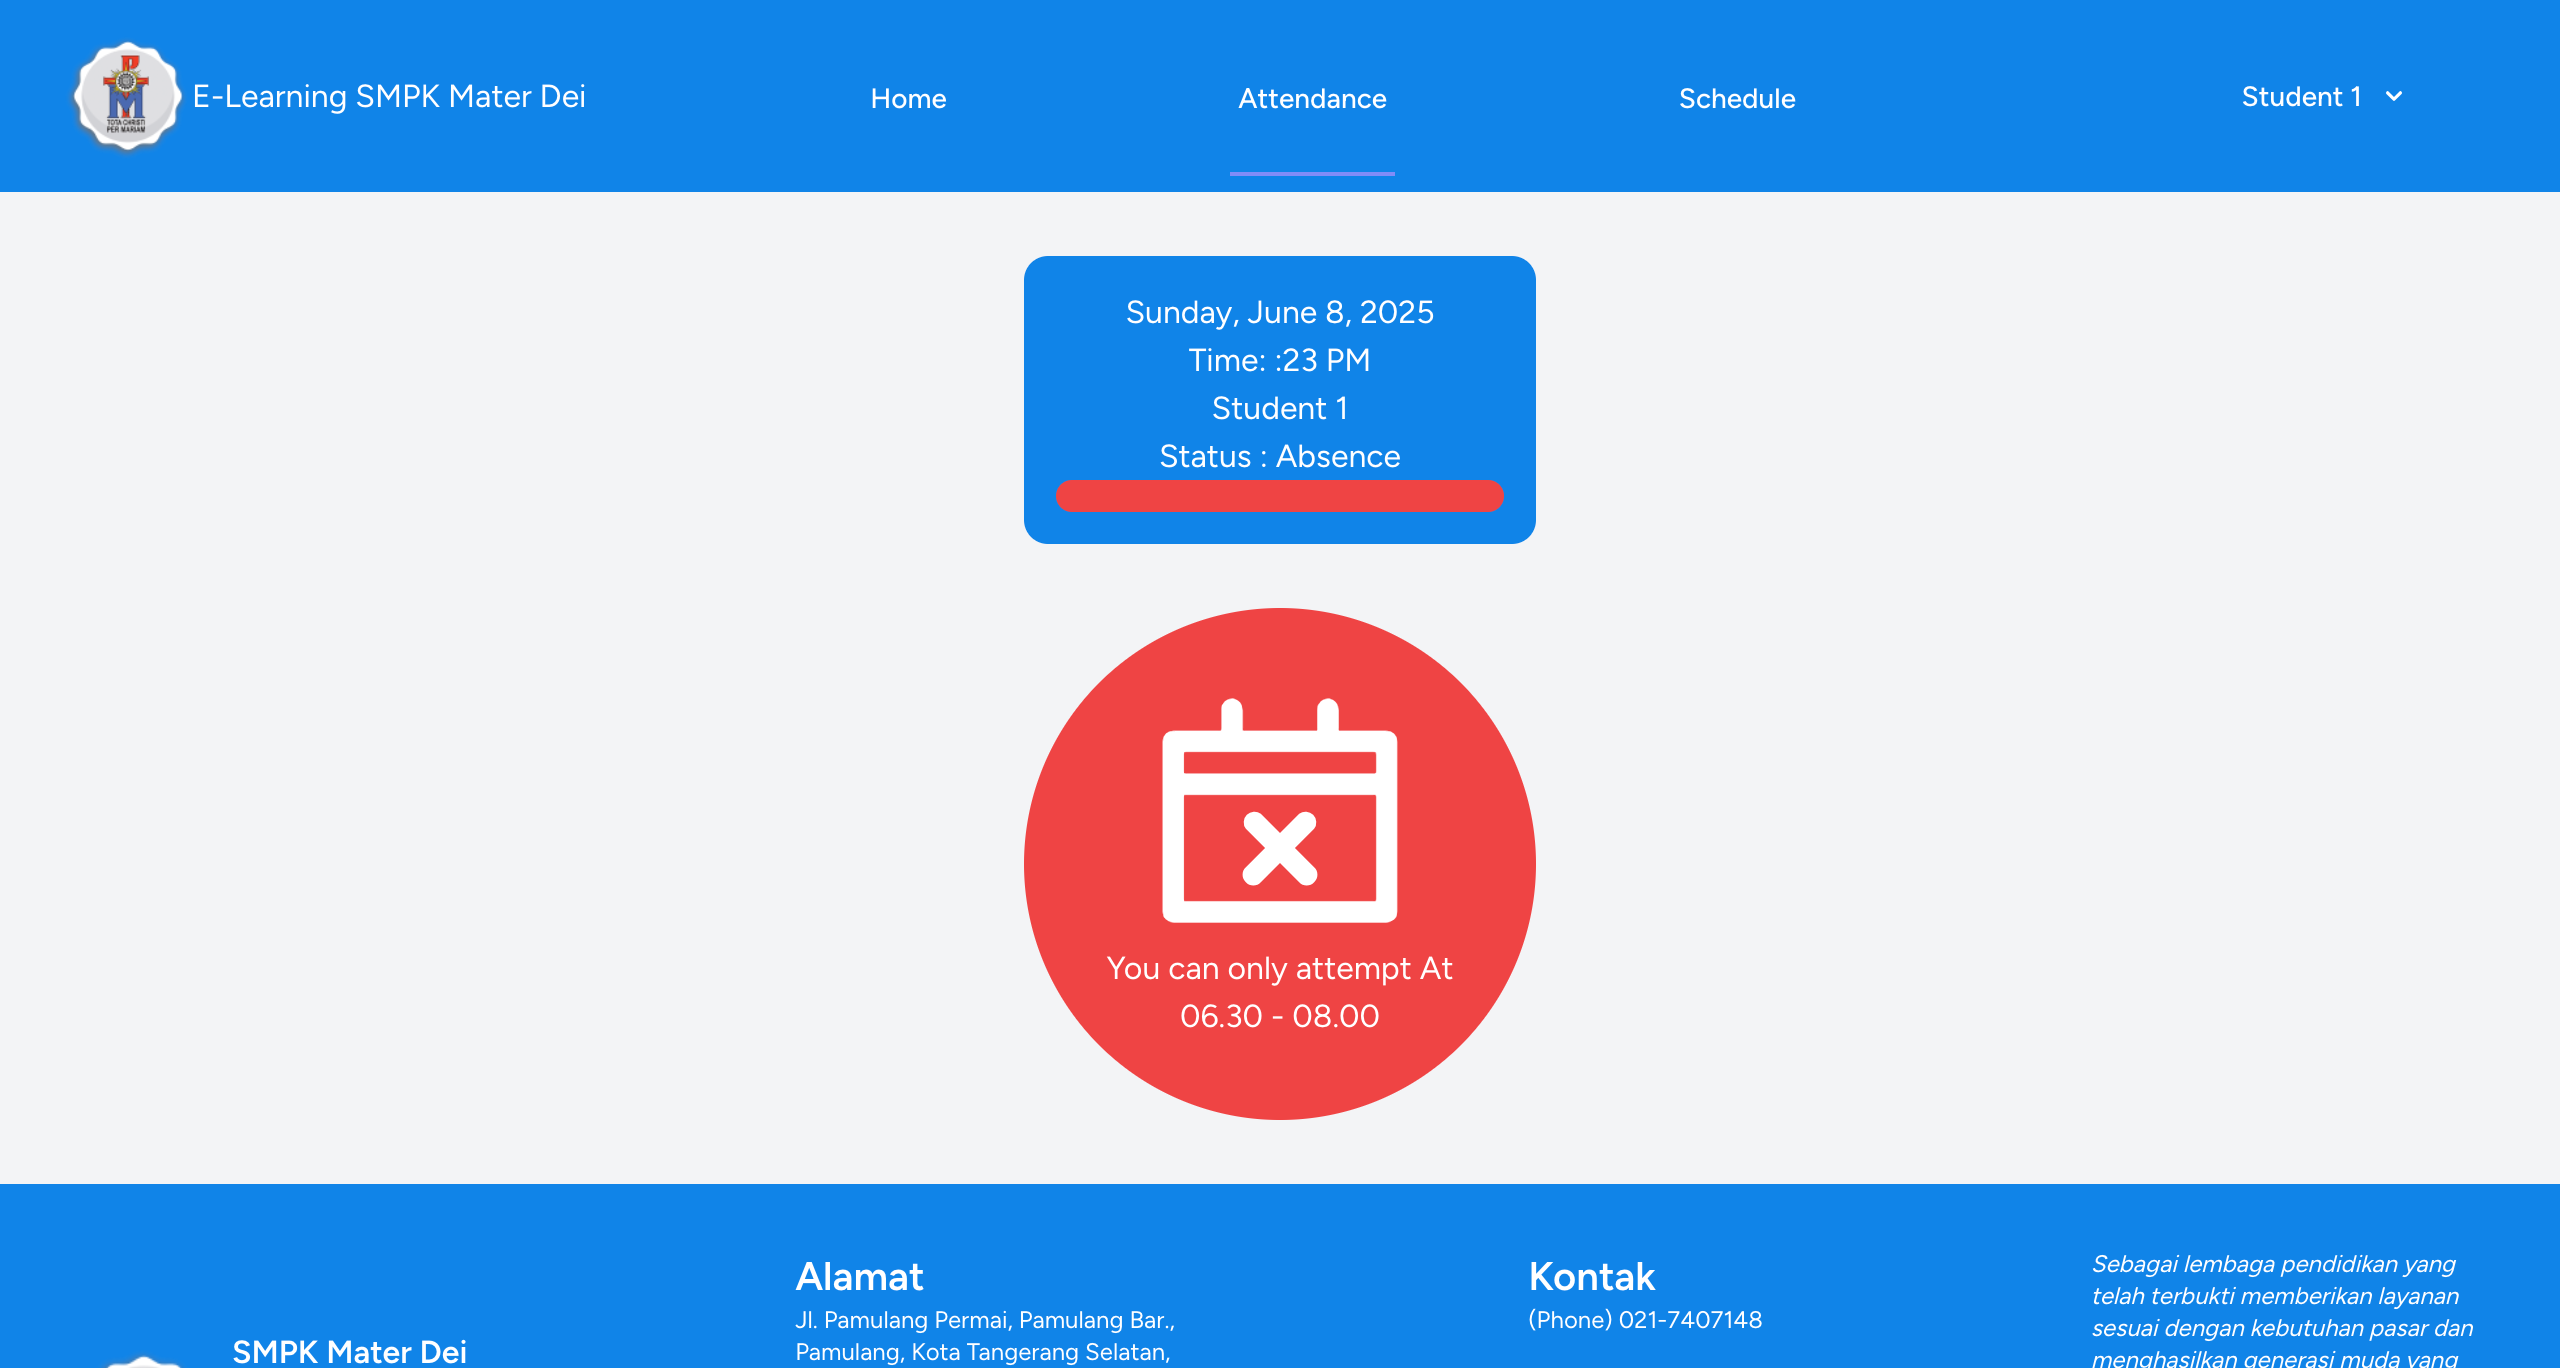 TOTA CHRISTI
PER MARIAM
E-Learning SMPK Mater Dei
Home
Attendance
Schedule
Student 1
Sunday, June 8, 2025
Time: :23 PM
Student 1
Status : Absence
You can only attempt At
06.30 - 08.00
SMPK Mater Dei
Alamat
Jl. Pamulang Permai, Pamulang Bar.,
Pamulang, Kota Tangerang Selatan,
Kontak
(Phone) 021-7407148
Sebagai lembaga pendidikan yang
telah terbukti memberikan layanan
sesuai dengan kebutuhan pasar dan
menghasilkan generasi muda yang